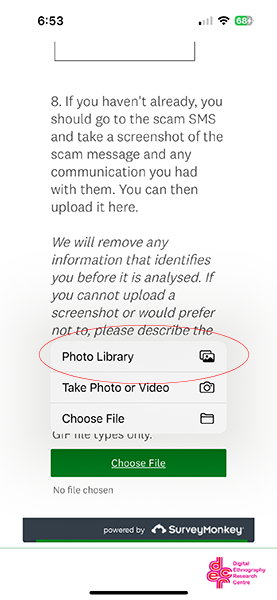 6:53
68
8. If you haven't already, you
should go to the scam SMS
and take a screenshot of the
scam message and any
communication you had
with them. You can then
upload it here.
We will remove any
information that identifies
you before it is analysed. If
you cannot upload a
screenshot or would prefer
not to, please describe the
Photo Library
Take Photo or Video
Choose File
GIF file types only.
Choose File
No file chosen
powered by SurveyMonkey
Digital
Ethnography
Research
Centre